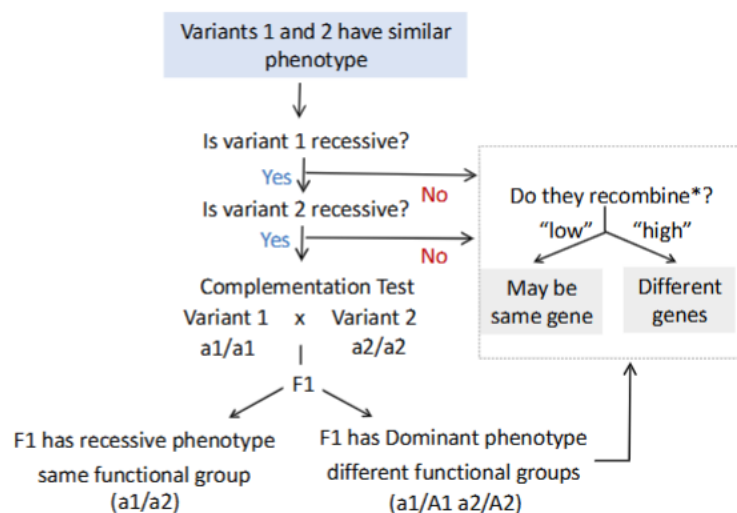 Variants 1 and 2 have similar
phenotype
Is variant 1 recessive?
Yes
No
Is variant 2 recessive?
Yes
No
Do they recombine*?
"low"
"high"
May be
same gene
Different
genes
Complementation Test
Variant 1 x Variant 2
a1/a1 a2/a2
F1
F1 has recessive phenotype
same functional group
(a1/a2)
F1 has Dominant phenotype
different functional groups
(a1/A1 a2/A2)